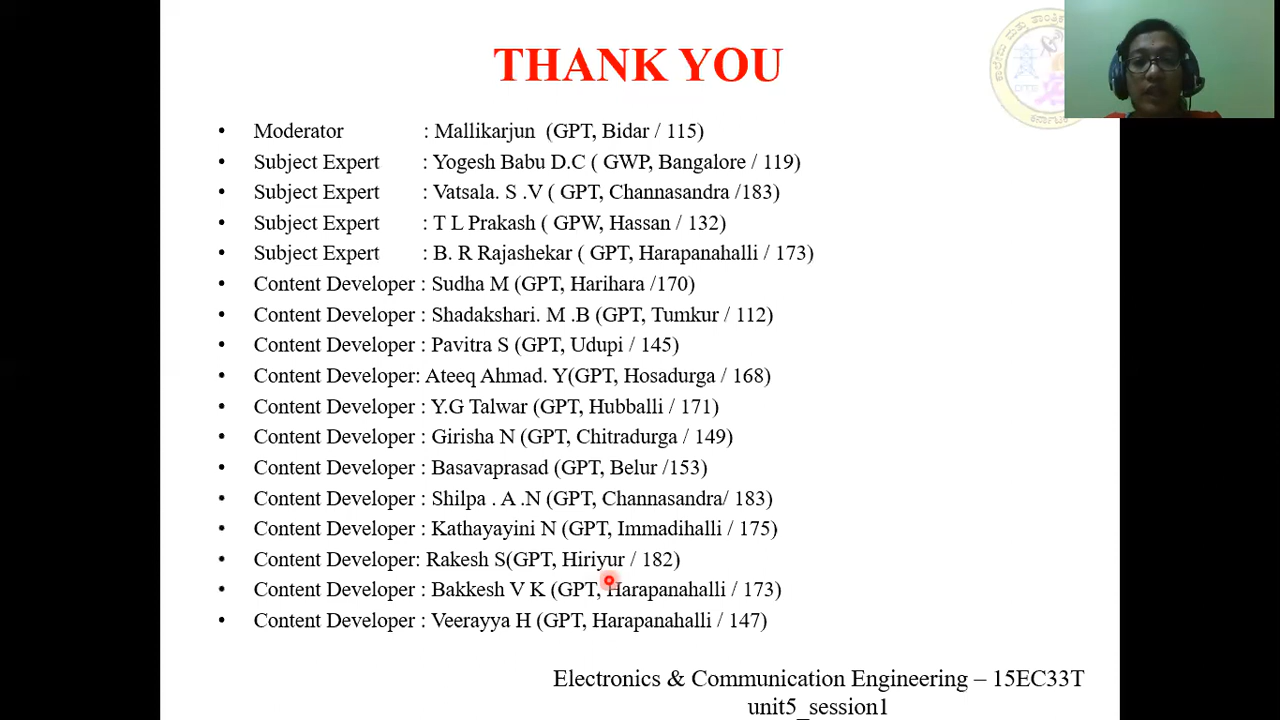 THANK YOU
• Moderator : Mallikarjun (GPT, Bidar / 115)
• Subject Expert : Yogesh Babu D.C ( GWP, Bangalore / 119)
• Subject Expert : Vatsala. S .V ( GPT, Channasandra /183)
• Subject Expert : T L Prakash ( GPW, Hassan / 132)
• Subject Expert : B. R Rajashekar ( GPT, Harapanahalli / 173)
• Content Developer : Sudha M (GPT, Harihara /170)
• Content Developer : Shadakshari. M .B (GPT, Tumkur / 112)
• Content Developer : Pavitra S (GPT, Udupi / 145)
• Content Developer: Ateeq Ahmad. Y(GPT, Hosadurga / 168)
• Content Developer : Y.G Talwar (GPT, Hubballi / 171)
• Content Developer : Girisha N (GPT, Chitradurga / 149)
• Content Developer : Basavaprasad (GPT, Belur /153)
• Content Developer : Shilpa . A .N (GPT, Channasandra/ 183)
• Content Developer : Kathayayini N (GPT, Immadihalli / 175)
• Content Developer: Rakesh S(GPT, Hiriyur / 182)
• Content Developer : Bakkesh V K (GPT, Harapanahalli / 173)
• Content Developer : Veerayya H (GPT, Harapanahalli / 147)
Electronics & Communication Engineering – 15EC33T
unit5_session1